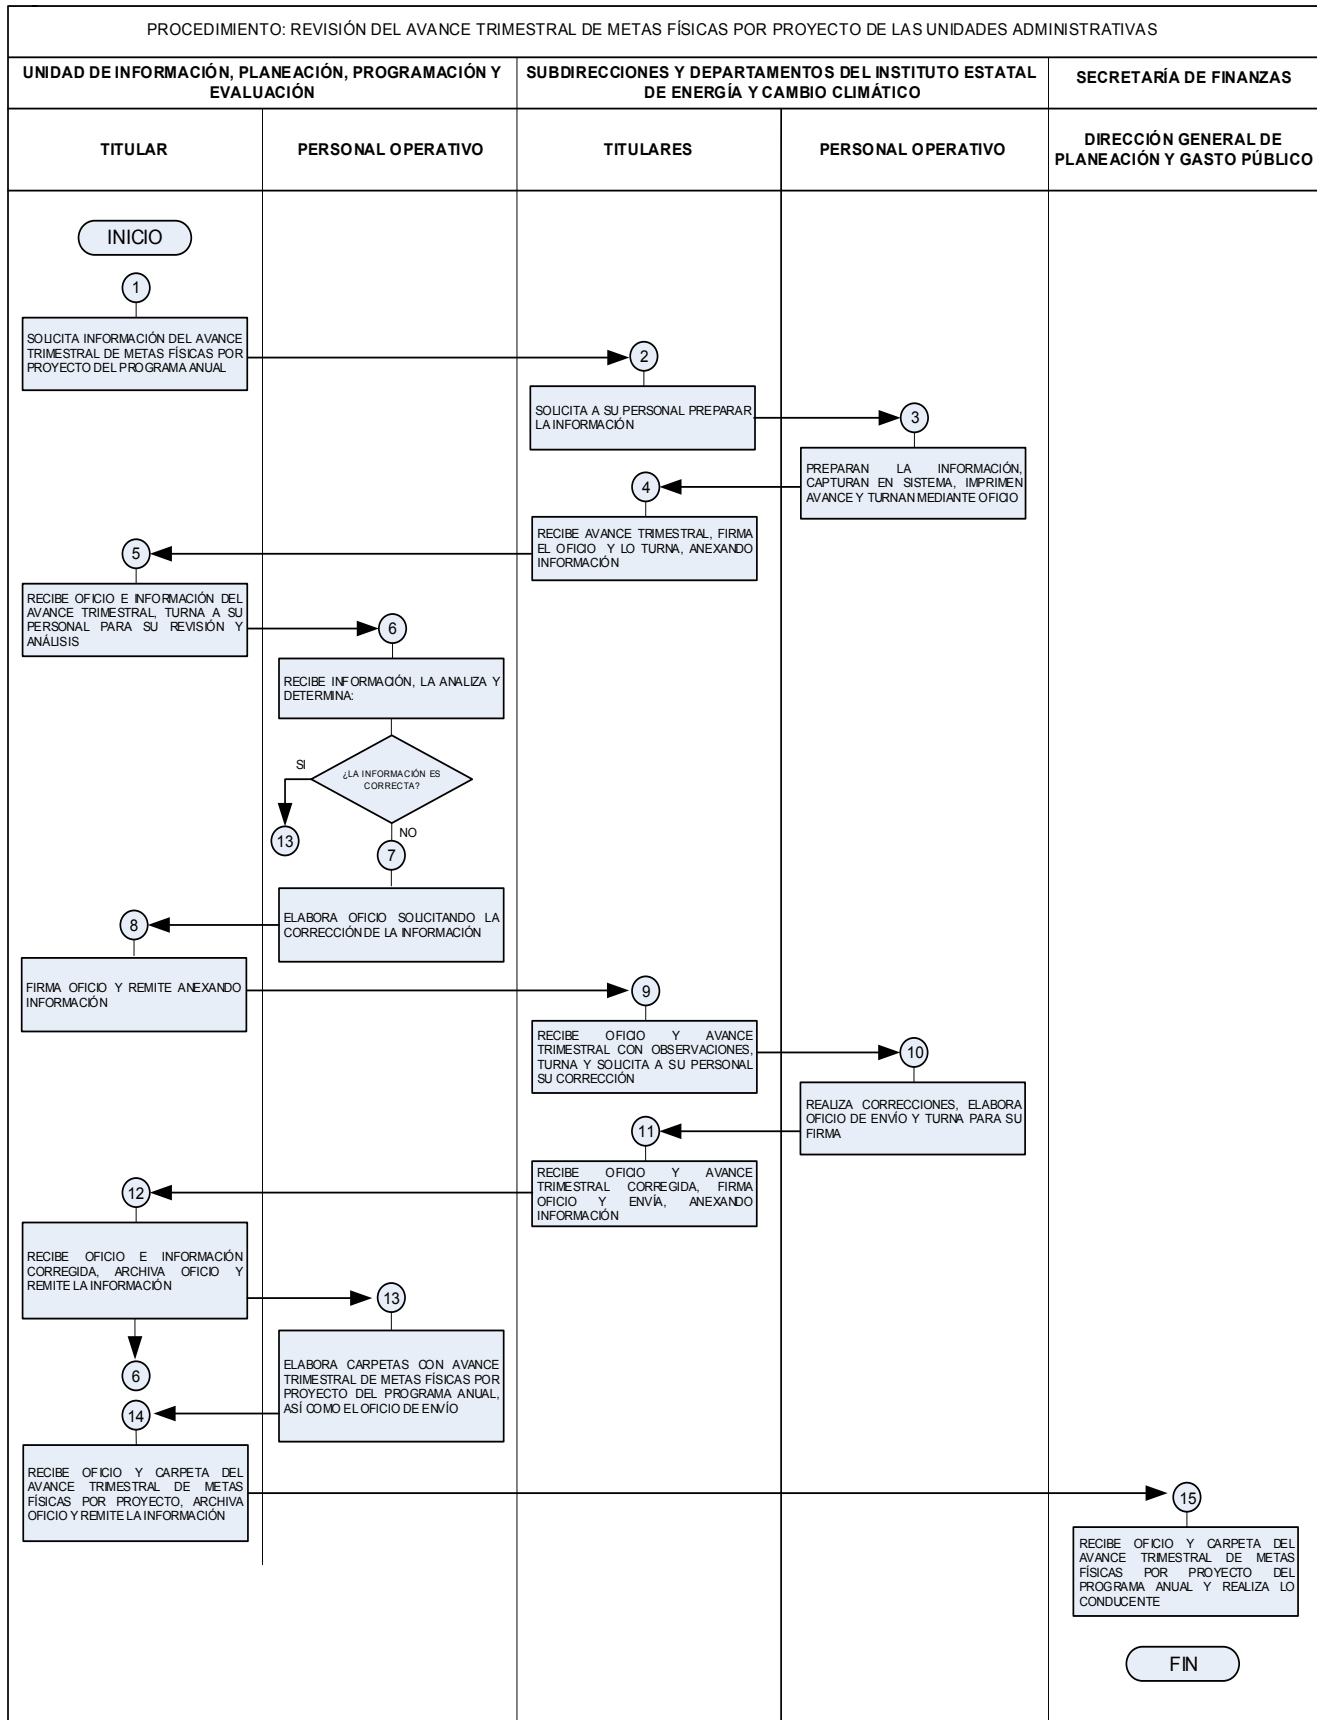 PROCEDIMIENTO: REVISIÓN DEL AVANCE TRIMESTRAL DE METAS FÍSICAS POR PROYECTO DE LAS UNIDADES ADMINISTRATIVAS
UNIDAD DE INFORMACIÓN, PLANEACIÓN, PROGRAMACIÓN Y
EVALUACIÓN
SUBDIRECCIONES Y DEPARTAMENTOS DEL INSTITUTO ESTATAL
DE ENERGÍA Y CAMBIO CLIMÁTICO
SECRETARÍA DE FINANZAS
TITULAR
PERSONAL OPERATIVO
TITULARES
PERSONAL OPERATIVO
DIRECCIÓN GENERAL DE
PLANEACIÓN Y GASTO PÚBLICO
INICIO
1
SOLICITA INFORMACIÓN DEL AVANCE
TRIMESTRAL DE METAS FÍSICAS POR
PROYECTO DEL PROGRAMA ANUAL
2
SOLICITA A SU PERSONAL PREPARAR
LA INFORMACIÓN
3
PREPARAN LA INFORMACIÓN,
CAPTURAN EN SISTEMA, IMPRIMEN
AVANCE Y TURNAN MEDIANTE OFICIO
4
RECIBE AVANCE TRIMESTRAL, FIRMA
EL OFICIO Y LO TURNA, ANEXANDO
INFORMACIÓN
5
RECIBE OFICIO E INFORMACIÓN DEL
AVANCE TRIMESTRAL, TURNA A SU
PERSONAL PARA SU REVISIÓN Y
ANÁLISIS
6
RECIBE INFORMACIÓN, LA ANALIZA Y
DETERMINA:
¿LA INFORMACIÓN ES
CORRECTA?
SI
13
NO
7
ELABORA OFICIO SOLICITANDO LA
CORRECCIÓN DE LA INFORMACIÓN
8
FIRMA OFICIO Y REMITE ANEXANDO
INFORMACIÓN
9
RECIBE OFICIO Y AVANCE
TRIMESTRAL CON OBSERVACIONES,
TURNA Y SOLICITA A SU PERSONAL
SU CORRECCIÓN
10
REALIZA CORRECCIONES, ELABORA
OFICIO DE ENVÍO Y TURNA PARA SU
FIRMA
11
RECIBE OFICIO Y AVANCE
TRIMESTRAL CORREGIDA, FIRMA
OFICIO Y ENVÍA, ANEXANDO
INFORMACIÓN
12
RECIBE OFICIO E INFORMACIÓN
CORREGIDA, ARCHIVA OFICIO Y
REMITE LA INFORMACIÓN
6
13
ELABORA CARPETAS CON AVANCE
TRIMESTRAL DE METAS FÍSICAS POR
PROYECTO DEL PROGRAMA ANUAL,
ASÍ COMO EL OFICIO DE ENVÍO
14
RECIBE OFICIO Y CARPETA DEL
AVANCE TRIMESTRAL DE METAS
FÍSICAS POR PROYECTO, ARCHIVA
OFICIO Y REMITE LA INFORMACIÓN
15
RECIBE OFICIO Y CARPETA DEL
AVANCE TRIMESTRAL DE METAS
FÍSICAS POR PROYECTO DEL
PROGRAMA ANUAL Y REALIZA LO
CONDUCENTE
FIN